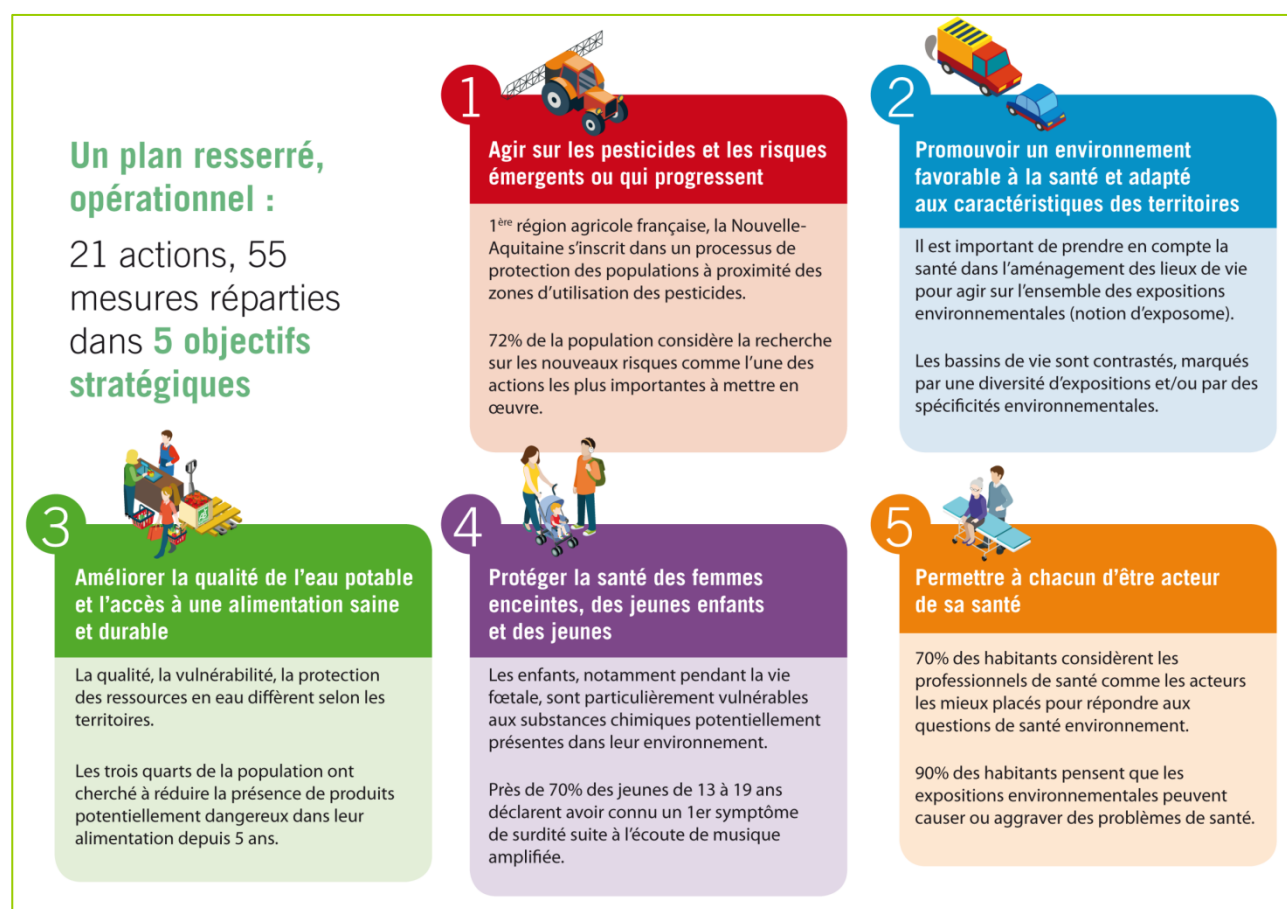 Un plan resserré,
opérationnel :
21 actions, 55
mesures réparties
dans 5 objectifs
stratégiques
1
Agir sur les pesticides et les risques
émergents ou qui progressent
1ère région agricole française, la Nouvelle-
Aquitaine s’inscrit dans un processus de
protection des populations à proximité des
zones d’utilisation des pesticides.
72% de la population considère la recherche
sur les nouveaux risques comme l’une des
actions les plus importantes à mettre en
œuvre.
2
Promouvoir un environnement
favorable à la santé et adapté
aux caractéristiques des territoires
Il est important de prendre en compte la
santé dans l’aménagement des lieux de vie
pour agir sur l’ensemble des expositions
environnementales (notion d’exposome).
Les bassins de vie sont contrastés, marqués
par une diversité d’expositions et/ou par des
spécificités environnementales.
3
Améliorer la qualité de l’eau potable
et l’accès à une alimentation saine
et durable
La qualité, la vulnérabilité, la protection
des ressources en eau diffèrent selon les
territoires.
Les trois quarts de la population ont
cherché à réduire la présence de produits
potentiellement dangereux dans leur
alimentation depuis 5 ans.
4
Protéger la santé des femmes
enceintes, des jeunes enfants
et des jeunes
Les enfants, notamment pendant la vie
fœtale, sont particulièrement vulnérables
aux substances chimiques potentiellement
présentes dans leur environnement.
Près de 70% des jeunes de 13 à 19 ans
déclarent avoir connu un 1er symptôme
de surdité suite à l’écoute de musique
amplifiée.
5
Permettre à chacun d’être acteur
de sa santé
70% des habitants considèrent les
professionnels de santé comme les acteurs
les mieux placés pour répondre aux
questions de santé environnement.
90% des habitants pensent que les
expositions environnementales peuvent
causer ou aggraver des problèmes de santé.